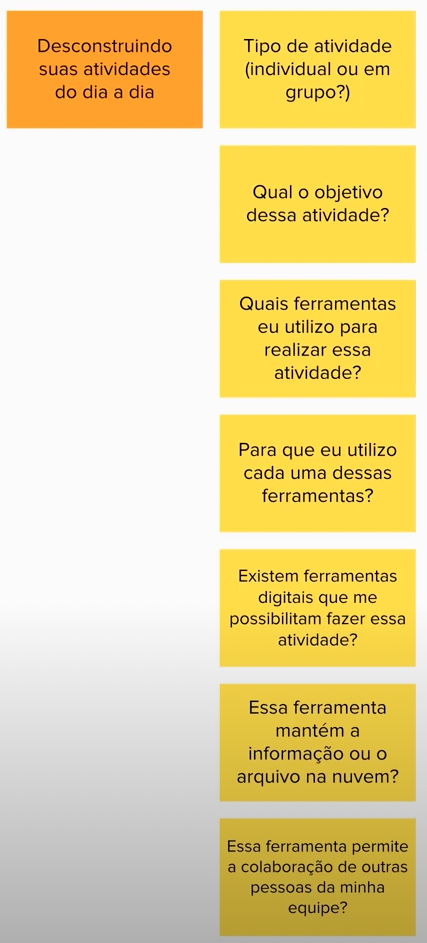 Desconstruindo
suas atividades
do dia a dia
Tipo de atividade
(individual ou em
grupo?)
Qual o objetivo
dessa atividade?
Quais ferramentas
eu utilizo para
realizar essa
atividade?
Para que eu utilizo
cada uma dessas
ferramentas?
Existem ferramentas
digitais que me
possibilitam fazer essa
atividade?
Essa ferramenta
mantém a
informação ou o
arquivo na nuvem?
Essa ferramenta permite
a colaboração de outras
pessoas da minha
equipe?